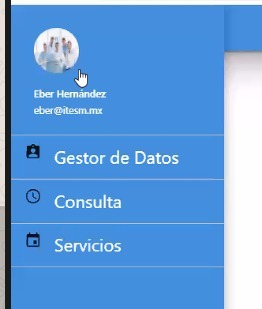 Eber Hernández
eber@itesm.mx
Gestor de Datos
Consulta
Servicios